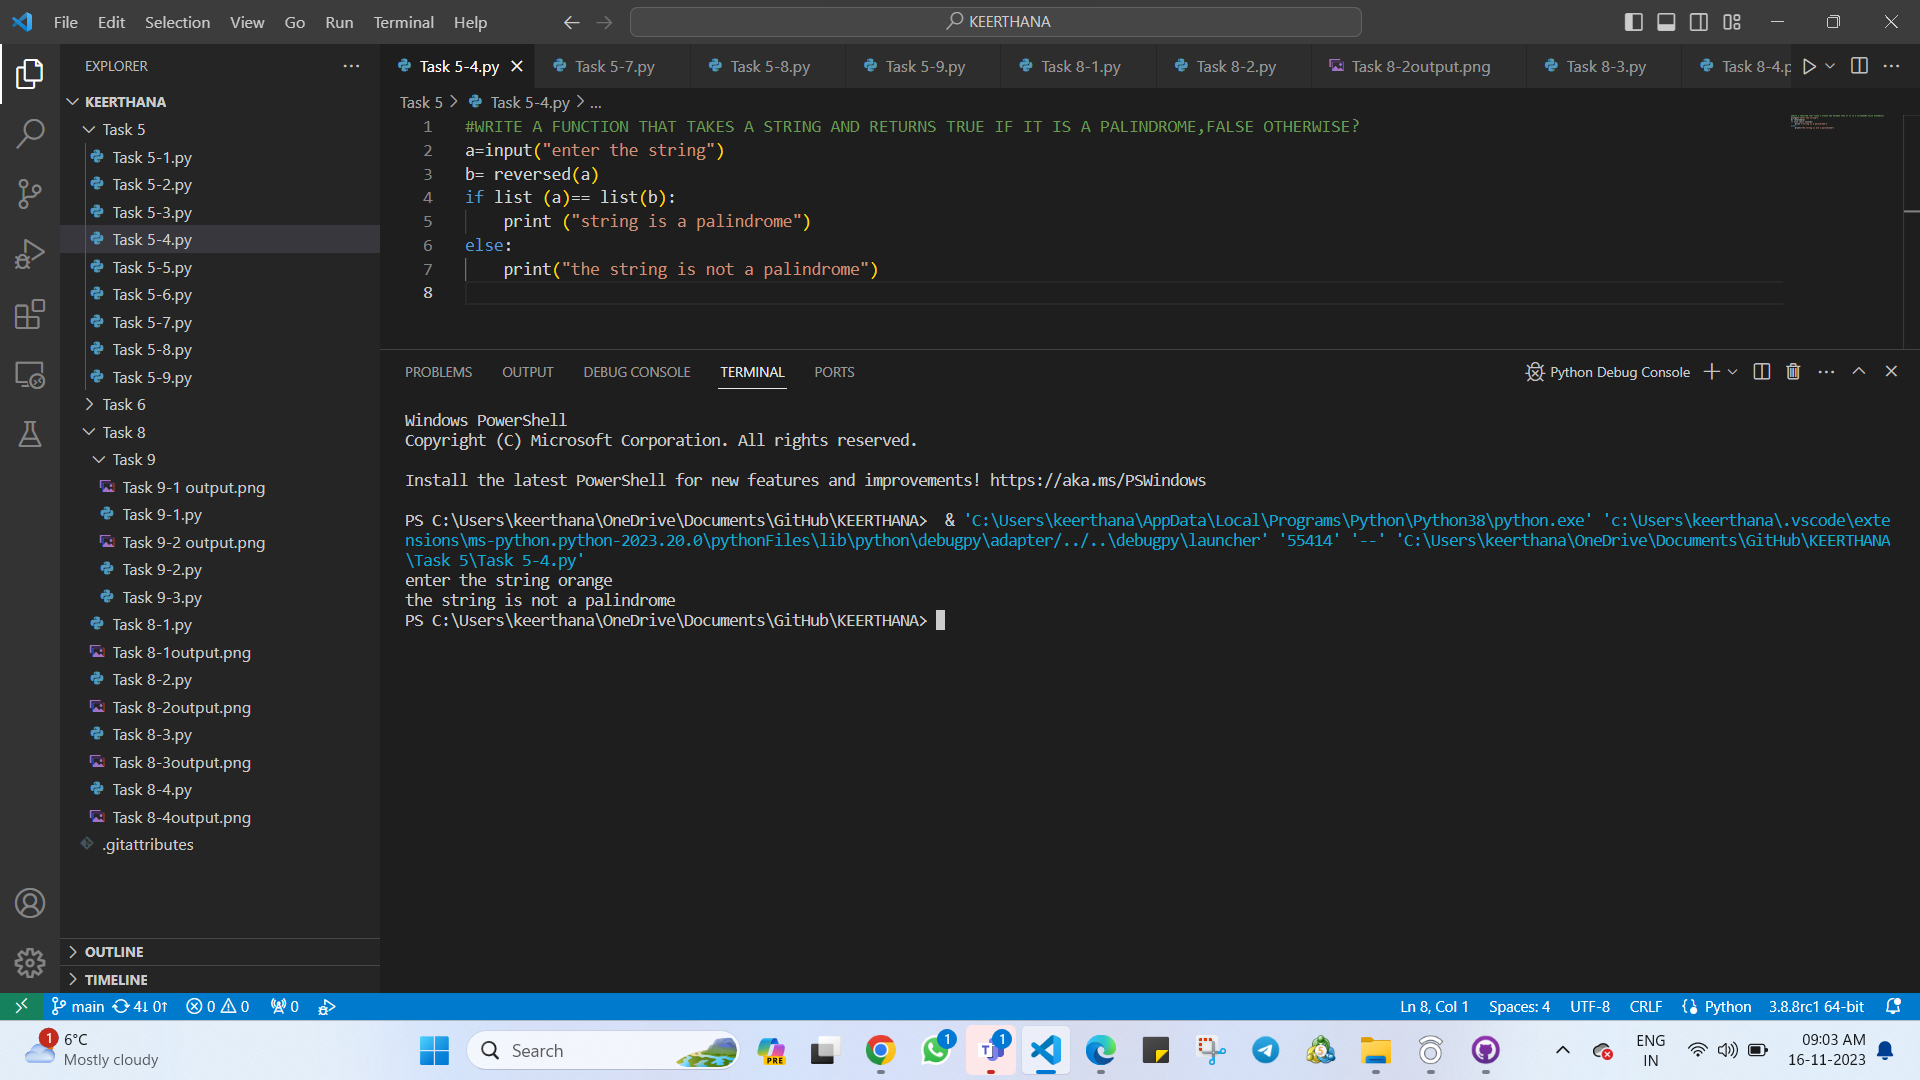 File Edit Selection View Go Run Terminal Help
KEERTHANA
EXPLORER
KEERTHANA
Task 5
Task 5-1.py
Task 5-2.py
Task 5-3.py
Task 5-4.py
Task 5-5.py
Task 5-6.py
Task 5-7.py
Task 5-8.py
Task 5-9.py
Task 6
Task 8
Task 9
Task 9-1 output.png
Task 9-1.py
Task 9-2 output.png
Task 9-2.py
Task 9-3.py
Task 8-1.py
Task 8-1output.png
Task 8-2.py
Task 8-2output.png
Task 8-3.py
Task 8-3output.png
Task 8-4.py
Task 8-4output.png
.gitattributes
OUTLINE
TIMELINE
Task 5-4.py Task 5-7.py Task 5-8.py Task 5-9.py Task 8-1.py Task 8-2.py Task 8-2output.png Task 8-3.py Task 8-4.p
Task 5 > Task 5-4.py > ...
1 #WRITE A FUNCTION THAT TAKES A STRING AND RETURNS TRUE IF IT IS A PALINDROME,FALSE OTHERWISE?
2 a=input("enter the string")
3 b= reversed(a)
4 if list (a)== list(b):
5 print ("string is a palindrome")
6 else:
7 print("the string is not a palindrome")
8
PROBLEMS OUTPUT DEBUG CONSOLE TERMINAL PORTS
Python Debug Console
Windows PowerShell
Copyright (C) Microsoft Corporation. All rights reserved.
Install the latest PowerShell for new features and improvements! https://aka.ms/PSWindows
PS C:\Users\keerthana\OneDrive\Documents\GitHub\KEERTHANA> & 'C:\Users\keerthana\AppData\Local\Programs\Python\Python38\python.exe' 'c:\Users\keerthana\.vscode\exte
nsions\ms-python.python-2023.20.0\pythonFiles\lib\python\debugpy\adapter/../..\debugpy\launcher' '55414' '--' 'C:\Users\keerthana\OneDrive\Documents\GitHub\KEERTHANA
\Task 5\Task 5-4.py'
enter the string orange
the string is not a palindrome
PS C:\Users\keerthana\OneDrive\Documents\GitHub\KEERTHANA>
main 4↓ 0↑ 0 0 0
Ln 8, Col 1 Spaces: 4 UTF-8 CRLF Python 3.8.8rc1 64-bit
1
6°C
Mostly cloudy
Search
PRE
1
1
ENG
IN
09:03 AM
16-11-2023